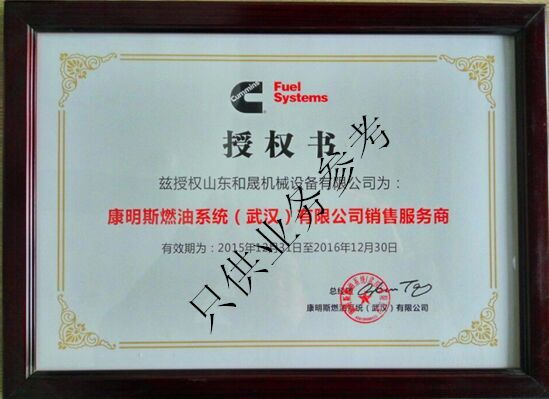 Cummins
Fuel
Systems
授权书
兹授权山东和晟机械设备有限公司为：
康明斯燃油系统（武汉）有限公司销售服务商
有效期为：2015年12月31日至2016年12月30日
总经理
康明斯燃油系统（武汉）有限公司
只供业务参考